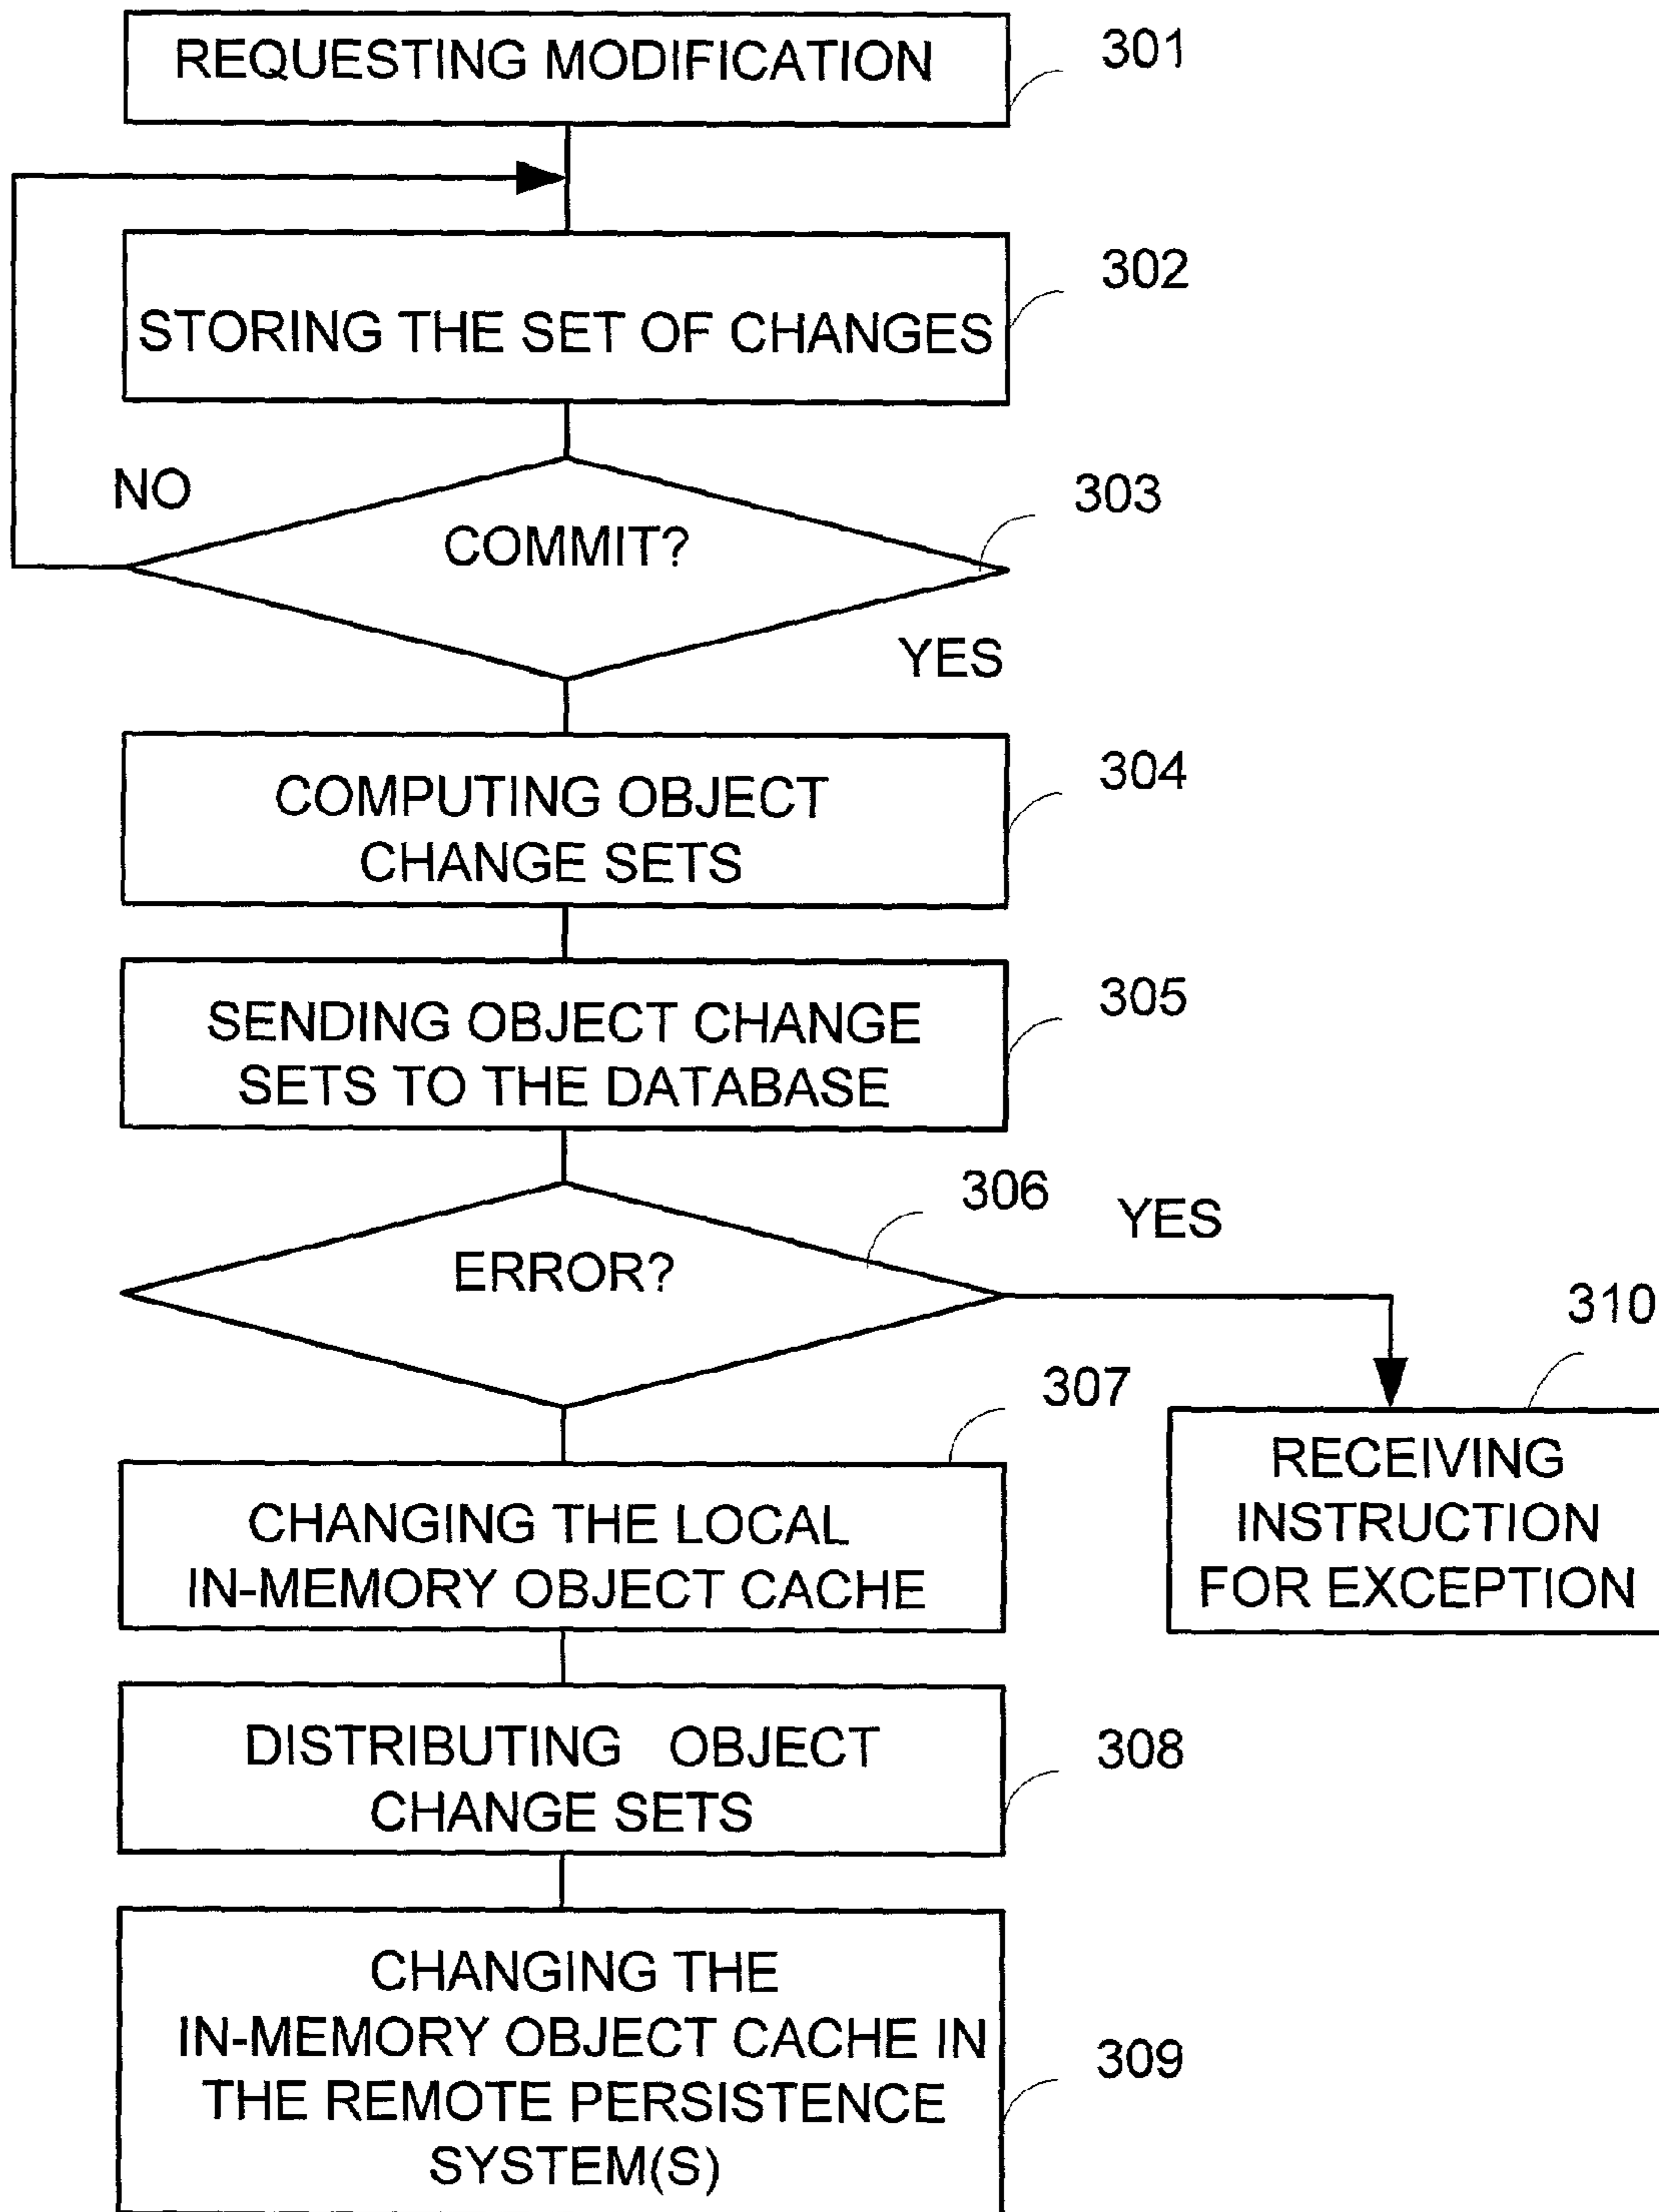 REQUESTING MODIFICATION
301
302
STORING THE SET OF CHANGES
NO
303
COMMIT?
YES
304
COMPUTING OBJECT
CHANGE SETS
305
SENDING OBJECT CHANGE
SETS TO THE DATABASE
306
YES
ERROR?
310
307
RECEIVING
INSTRUCTION
FOR EXCEPTION
CHANGING THE LOCAL
IN-MEMORY OBJECT CACHE
DISTRIBUTING OBJECT
CHANGE SETS
308
CHANGING THE
IN-MEMORY OBJECT CACHE IN
THE REMOTE PERSISTENCE
SYSTEM(S)
309